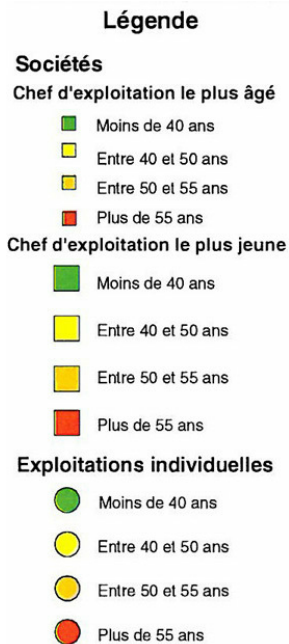 Légende
Sociétés
Chef d'exploitation le plus âgé
Moins de 40 ans
Entre 40 et 50 ans
Entre 50 et 55 ans
Plus de 55 ans
Chef d'exploitation le plus jeune
Moins de 40 ans
Entre 40 et 50 ans
Entre 50 et 55 ans
Plus de 55 ans
Exploitations individuelles
Moins de 40 ans
Entre 40 et 50 ans
Entre 50 et 55 ans
Plus de 55 ans